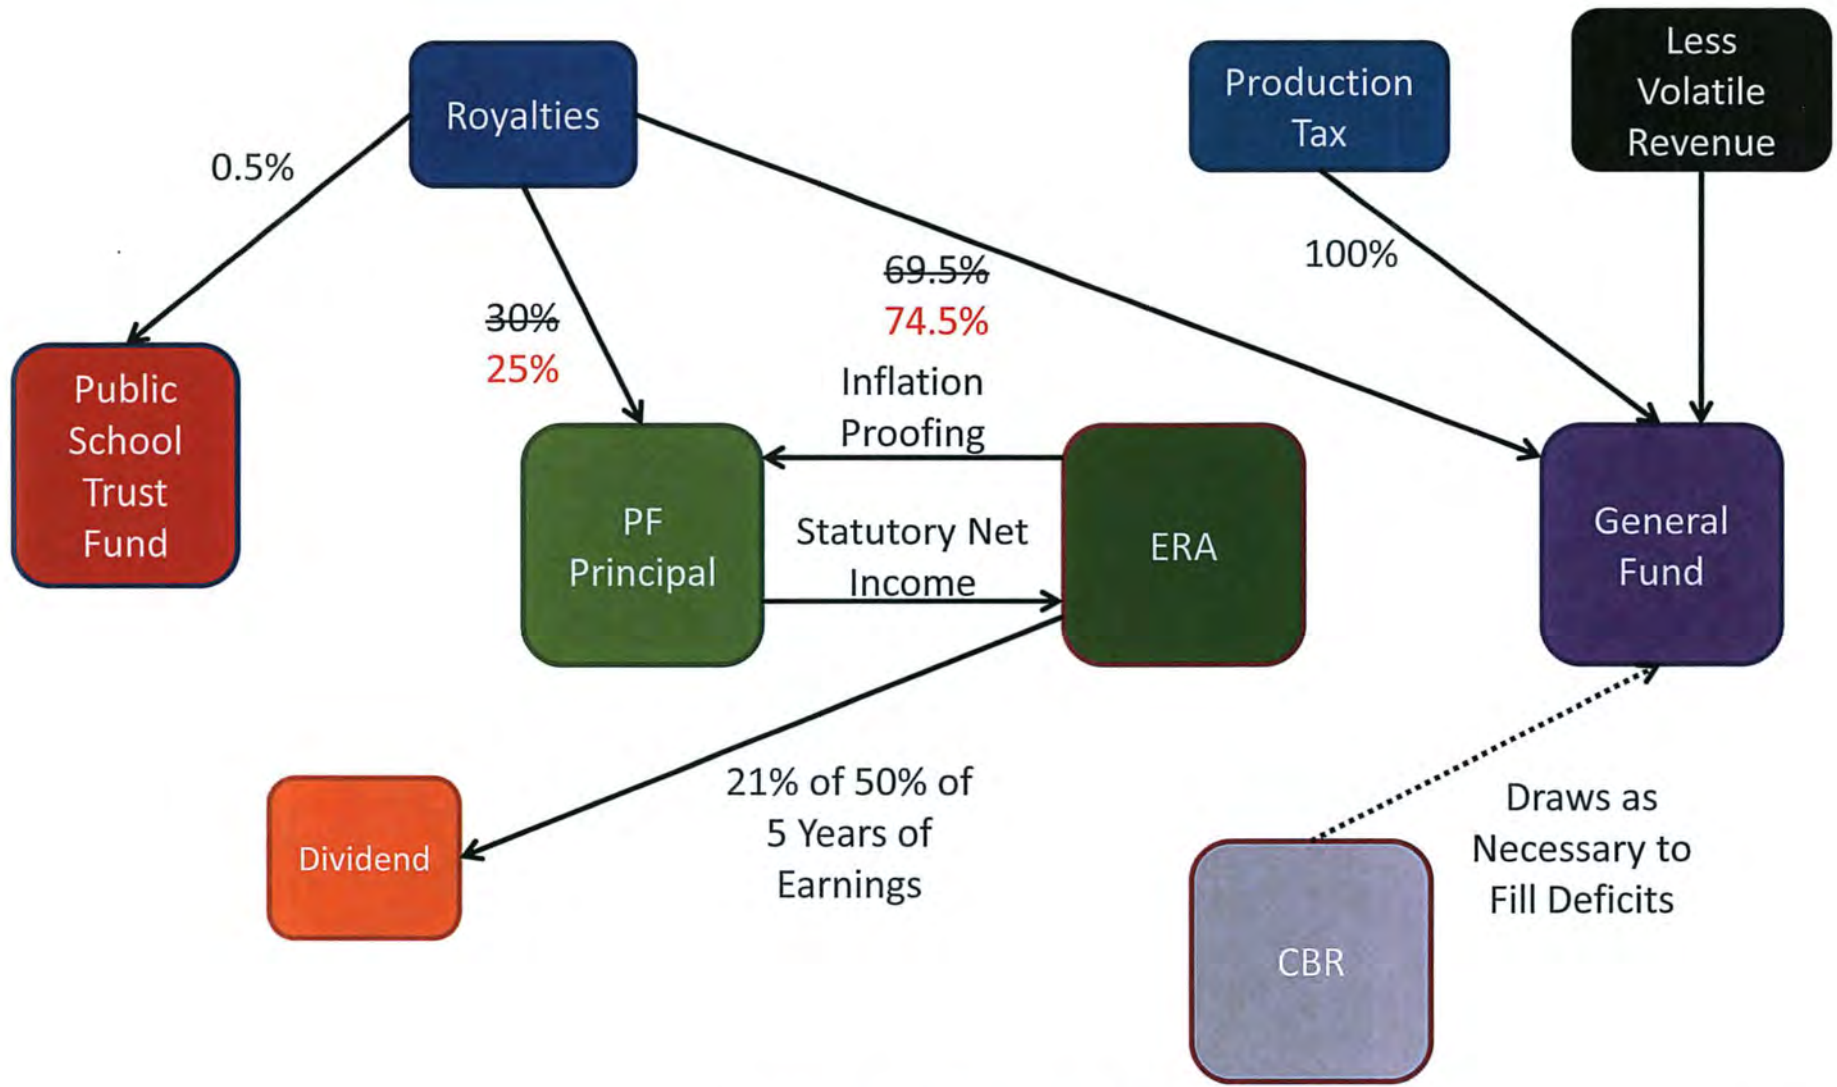 Royalties
Production
Tax
Less
Volatile
Revenue
0.5%
30%
25%
69.5%
74.5%
100%
Public
School
Trust
Fund
Inflation
Proofing
PF
Principal
Statutory Net
Income
ERA
General
Fund
Dividend
21% of 50% of
5 Years of
Earnings
Draws as
Necessary to
Fill Deficits
CBR